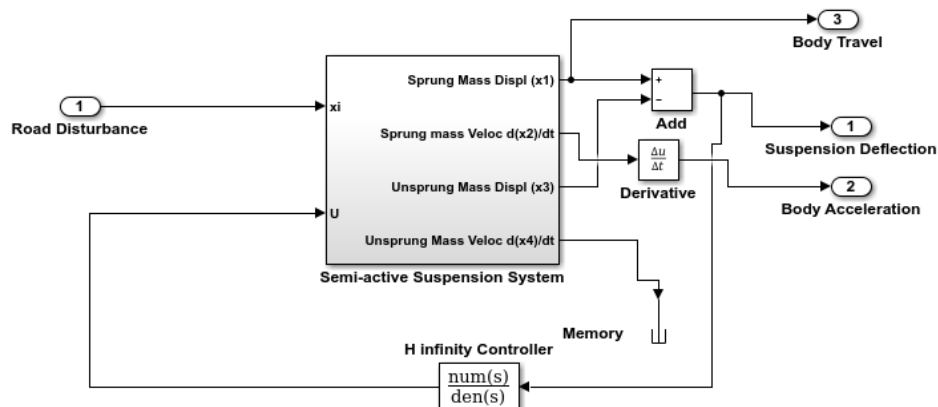 3
Body Travel
Sprung Mass Displ (x1)
+
−
Add
1
Road Disturbance
xi
Sprung mass Veloc d(x2)/dt
1
Suspension Deflection
Δu
Δt
Derivative
Unsprung Mass Displ (x3)
2
Body Acceleration
U
Unsprung Mass Veloc d(x4)/dt
Semi-active Suspension System
Memory
H infinity Controller
num(s)
den(s)